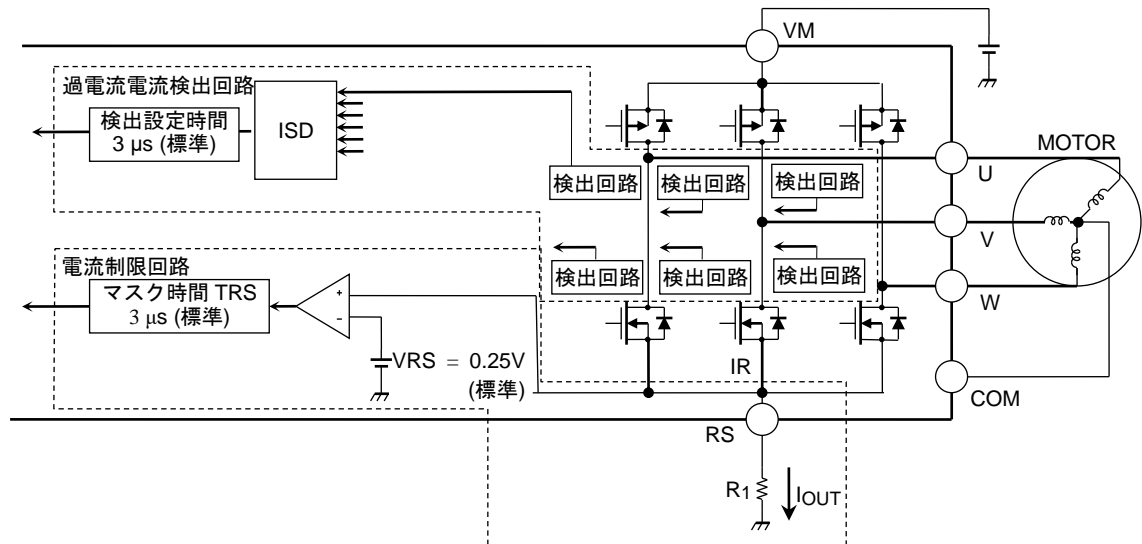 VM
過電流電流検出回路
検出設定時間
3 µs (標準)
ISD
MOTOR
検出回路
検出回路
検出回路
U
V
検出回路
検出回路
検出回路
W
電流制限回路
マスク時間 TRS
3 µs (標準)
+
-
VRS = 0.25V
(標準)
IR
COM
RS
R1
IOUT